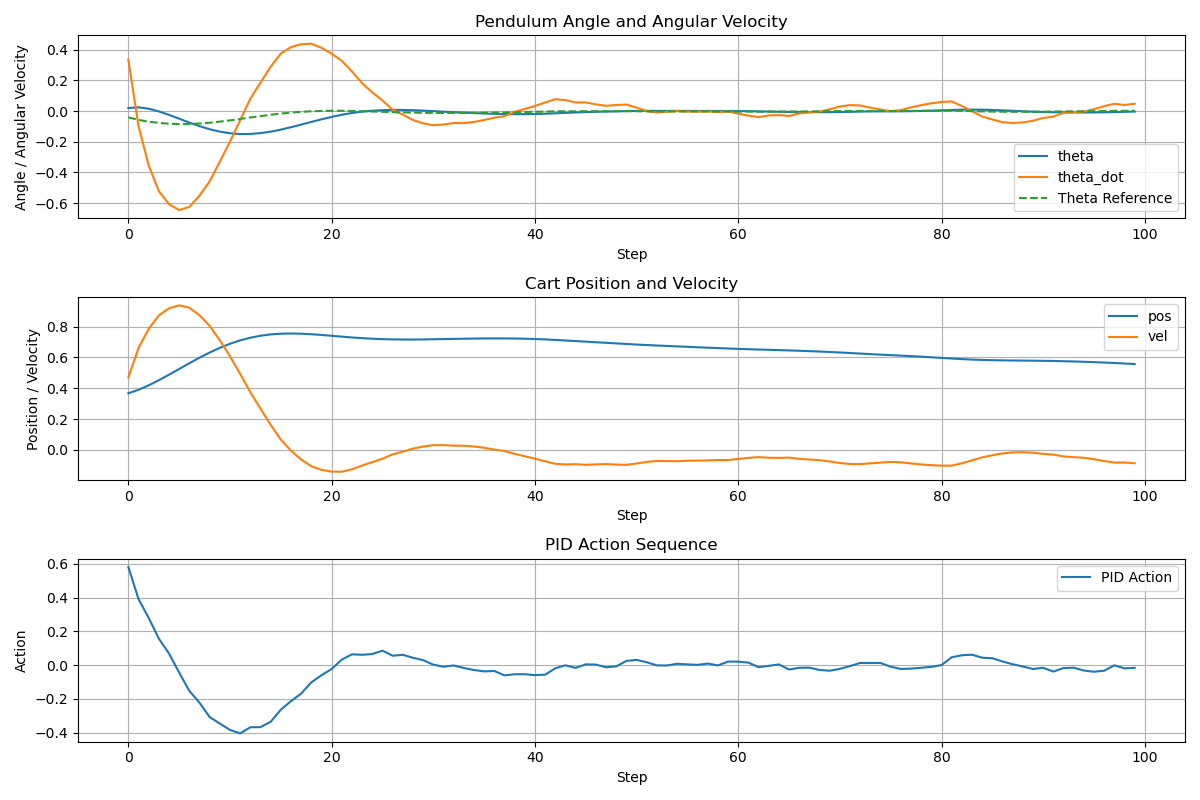 Pendulum Angle and Angular Velocity
Angle / Angular Velocity
0.4
0.2
0.0
−0.2
−0.4
−0.6
theta
theta_dot
Theta Reference
0 20 40 60 80 100
Step
Cart Position and Velocity
Position / Velocity
0.8
0.6
0.4
0.2
0.0
pos
vel
0 20 40 60 80 100
Step
PID Action Sequence
Action
0.6
0.4
0.2
0.0
−0.2
−0.4
PID Action
0 20 40 60 80 100
Step